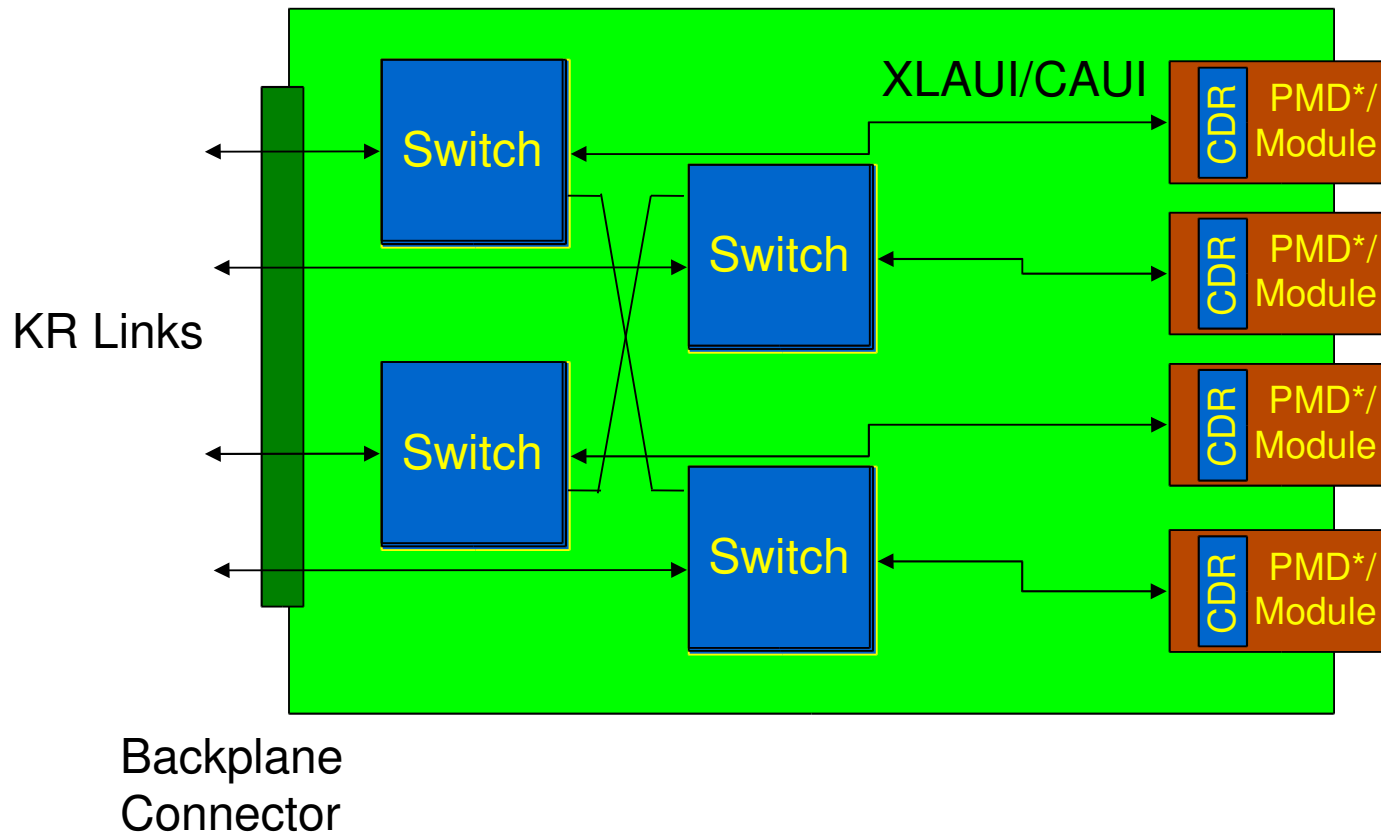 XLAUI/CAUI
Switch
CDR
PMD*/
Module
Switch
CDR
PMD*/
Module
KR Links
Switch
CDR
PMD*/
Module
Switch
CDR
PMD*/
Module
Backplane
Connector